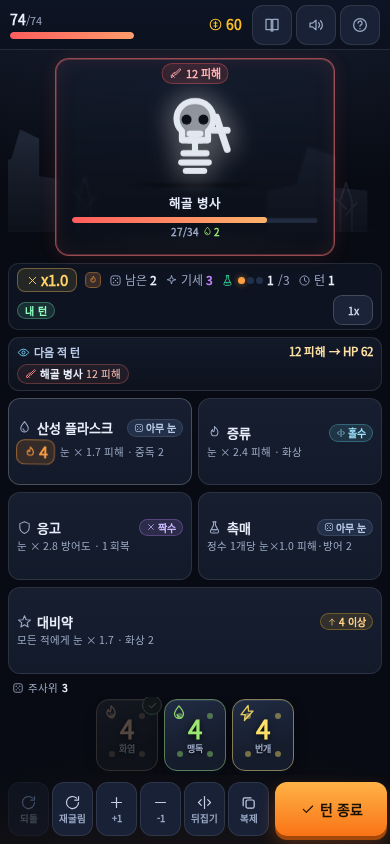 74/74
60
12 피해
해골 병사
27/34 2
x1.0 남은 2 기세 3 1 /3 턴 1
내 턴
1x
다음 적 턴
12 피해 → HP 62
해골 병사 12 피해
산성 플라스크 아무 눈
4 눈 × 1.7 피해 · 중독 2
증류 홀수
눈 × 2.4 피해 · 화상
응고 짝수
눈 × 2.8 방어도 · 1회복
촉매 아무 눈
정수 1개당 눈×1.0 피해·방어 2
대비약 4 이상
모든 적에게 눈 × 1.7 · 화상 2
주사위 3
4
화염
4
맹독
4
번개
되돌
재굴림
+1
-1
뒤집기
복제
턴 종료